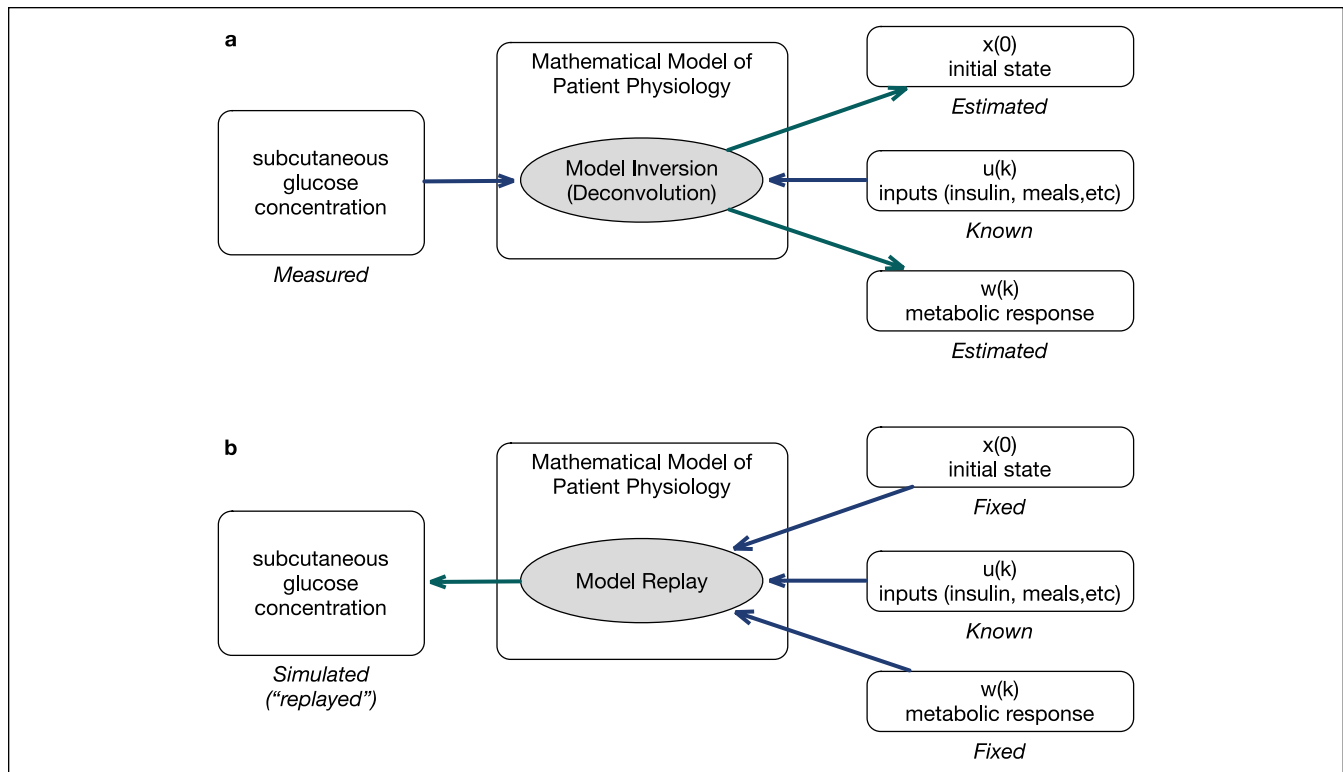 a
subcutaneous
glucose
concentration
Measured
Mathematical Model of
Patient Physiology
Model Inversion
(Deconvolution)
x(0)
initial state
Estimated
u(k)
inputs (insulin, meals,etc)
Known
w(k)
metabolic response
Estimated
b
subcutaneous
glucose
concentration
Simulated
(“replayed”)
Mathematical Model of
Patient Physiology
Model Replay
x(0)
initial state
Fixed
u(k)
inputs (insulin, meals,etc)
Known
w(k)
metabolic response
Fixed